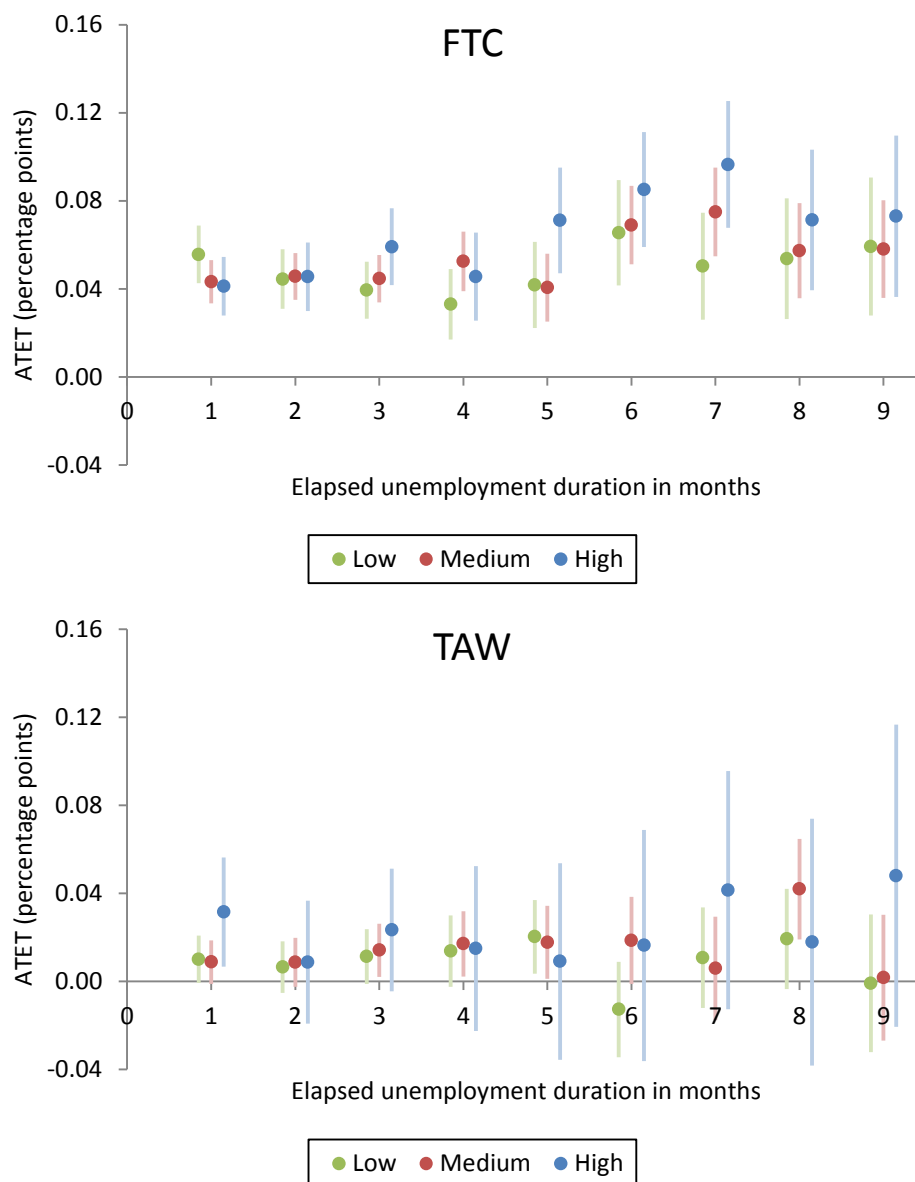 FTC
ATET (percentage points)
0.16
0.12
0.08
0.04
0.00
-0.04
0 1 2 3 4 5 6 7 8 9
Elapsed unemployment duration in months
Low Medium High
TAW
ATET (percentage points)
0.16
0.12
0.08
0.04
0.00
-0.04
0 1 2 3 4 5 6 7 8 9
Elapsed unemployment duration in months
Low Medium High